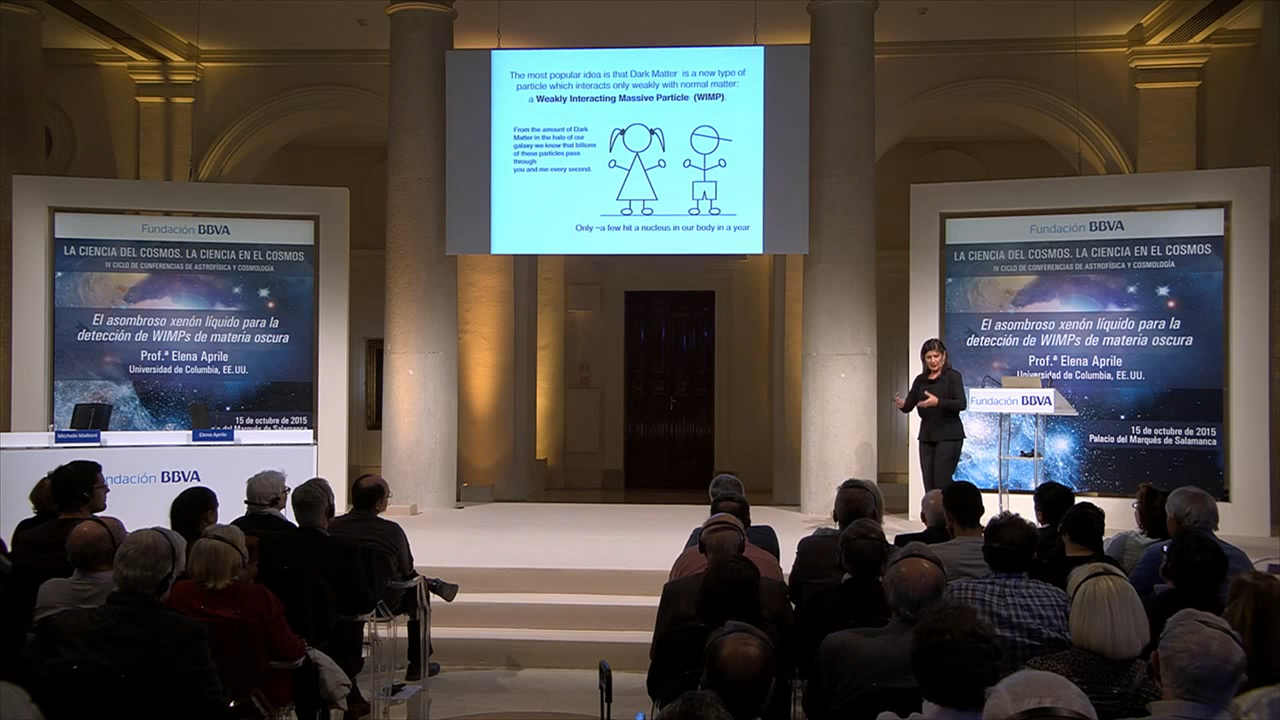 The most popular idea is that Dark Matter is a new type of
particle which interacts only weakly with normal matter:
a Weakly Interacting Massive Particle (WIMP).
From the amount of Dark
Matter in the halo of our
galaxy we know that billions
of these particles pass
through
you and me every second.
Only ~a few hit a nucleus in our body in a year
Fundación BBVA
LA CIENCIA DEL COSMOS. LA CIENCIA EN EL COSMOS
IV CICLO DE CONFERENCIAS DE ASTROFÍSICA Y COSMOLOGÍA
El asombroso xenón líquido para la
detección de WIMPs de materia oscura
Prof.ª Elena Aprile
Universidad de Columbia, EE.UU.
15 de octubre de 2015
del Marqués de Salamanca
Michele Mattoni
Elena Aprile
ndación BBVA
Fundación BBVA
LA CIENCIA DEL COSMOS. LA CIENCIA EN EL COSMOS
IV CICLO DE CONFERENCIAS DE ASTROFÍSICA Y COSMOLOGÍA
El asombroso xenón líquido para la
detección de WIMPs de materia oscura
Prof.ª Elena Aprile
Universidad de Columbia, EE.UU.
Fundación BBVA
15 de octubre de 2015
Palacio del Marqués de Salamanca